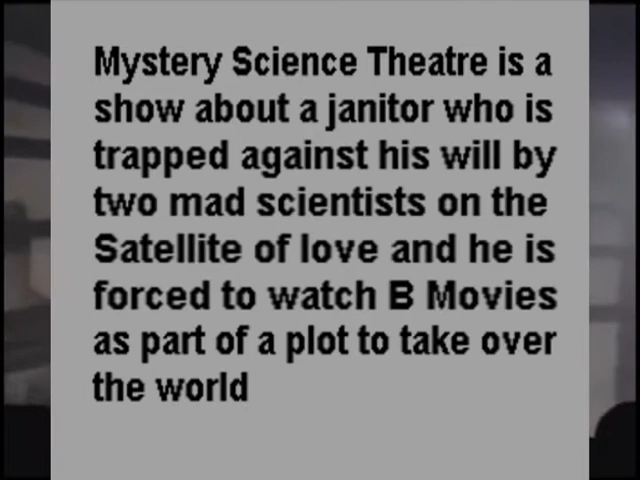 Mystery Science Theatre is a
show about a janitor who is
trapped against his will by
two mad scientists on the
Satellite of love and he is
forced to watch B Movies
as part of a plot to take over
the world